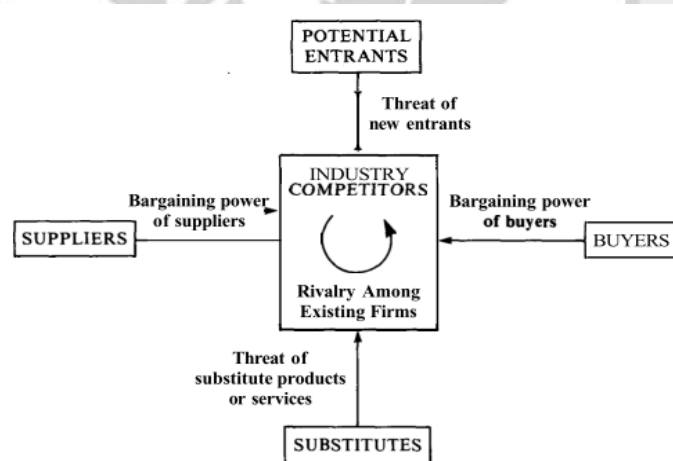 POTENTIAL
ENTRANTS
Threat of
new entrants
INDUSTRY
COMPETITORS
Bargaining power
of suppliers
Bargaining power
of buyers
SUPPLIERS
BUYERS
Rivalry Among
Existing Firms
Threat of
substitute products
or services
SUBSTITUTES